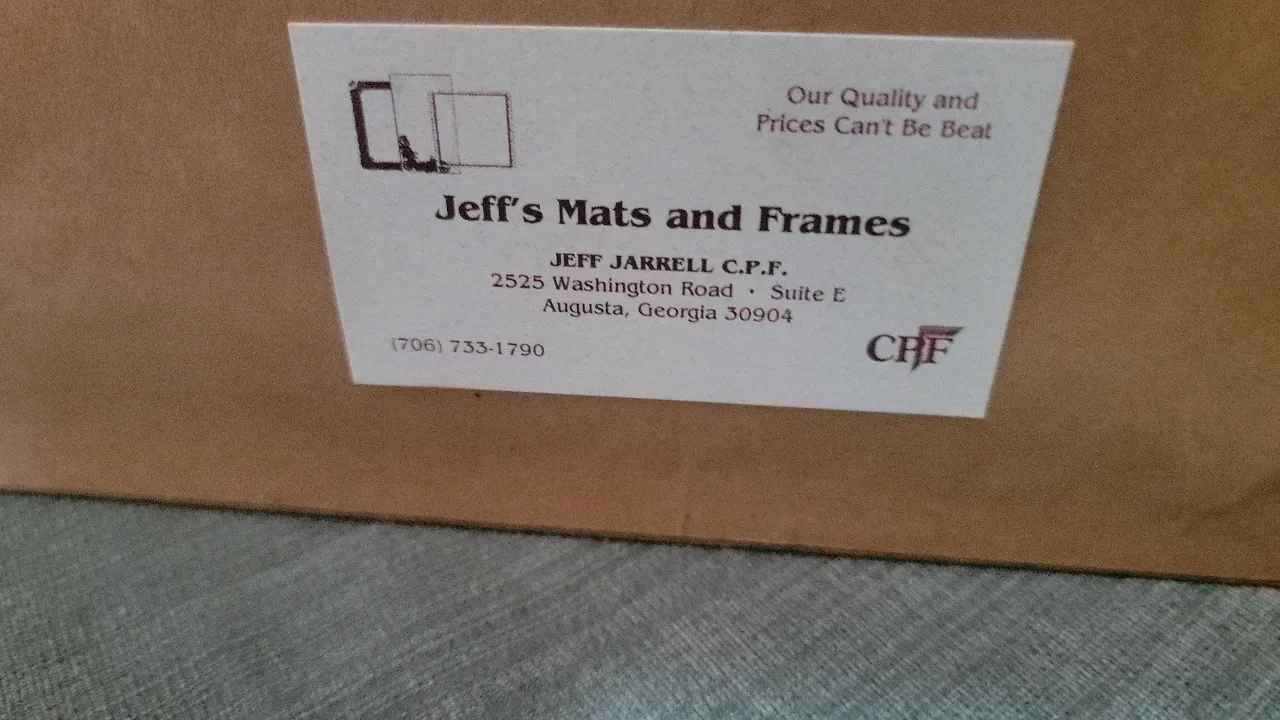 Our Quality and
Prices Can't Be Beat
Jeff's Mats and Frames
JEFF JARRELL C.P.F.
2525 Washington Road • Suite E
Augusta, Georgia 30904
(706) 733-1790
CPF